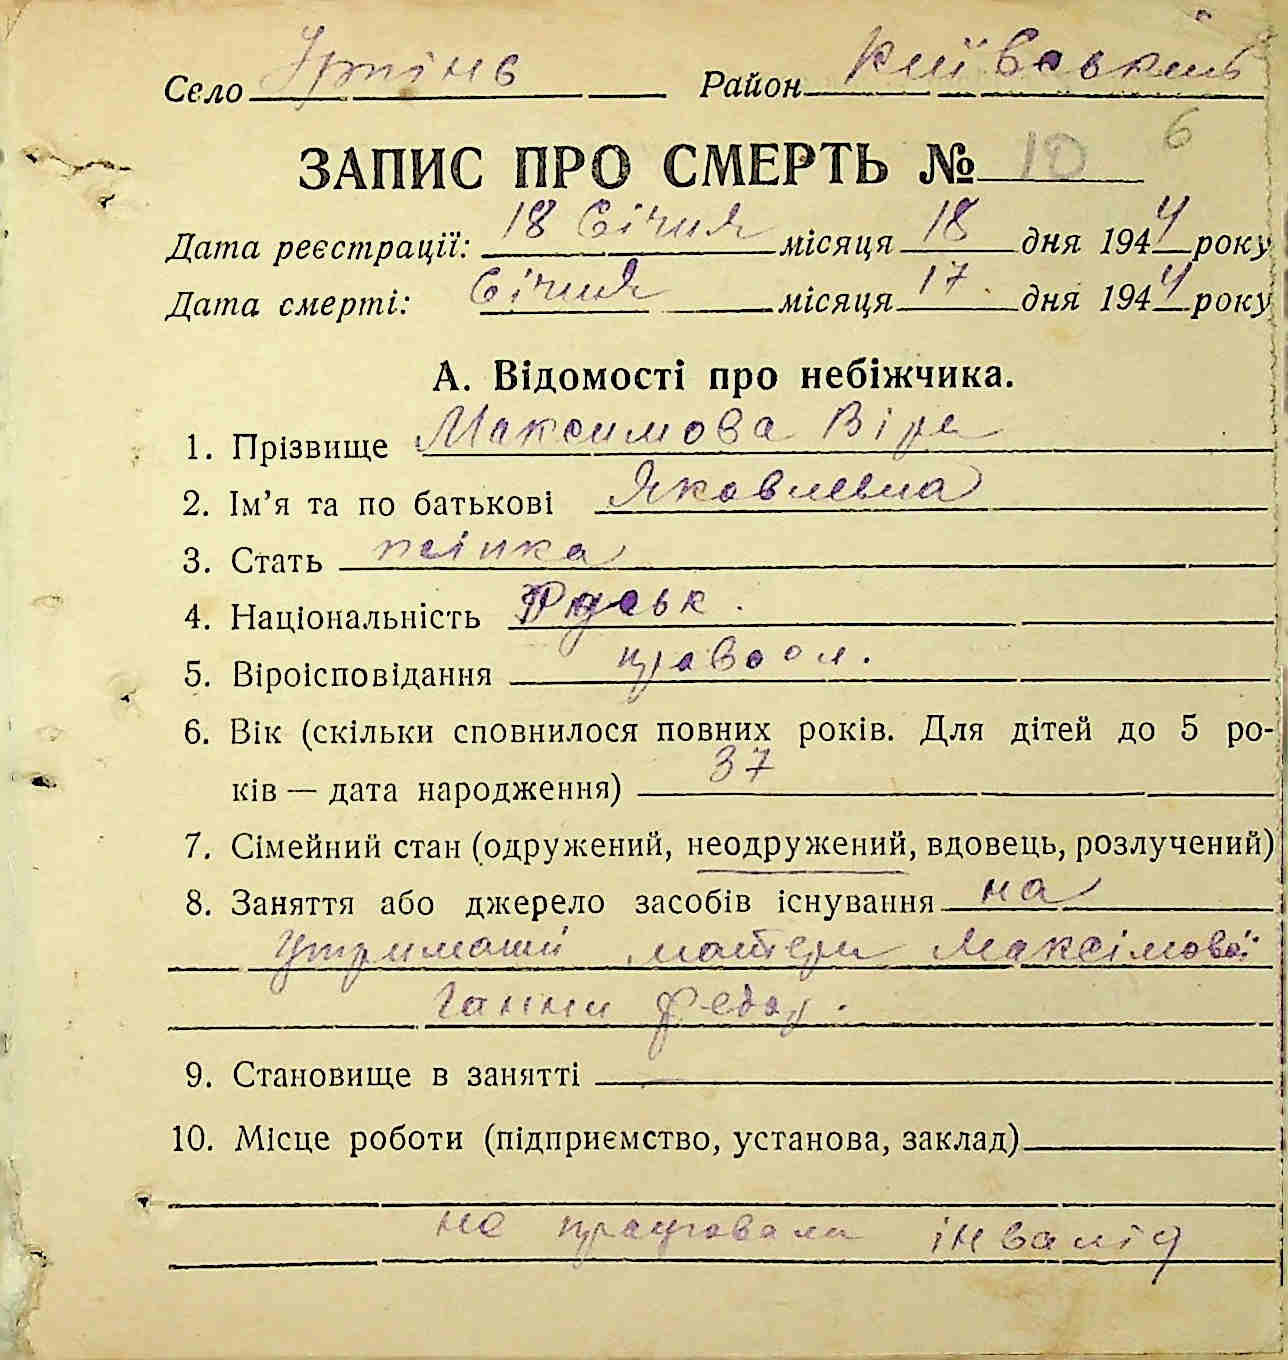 Село Ірпінь Район Київський
6
ЗАПИС ПРО СМЕРТЬ № 10
Дата реєстрації: 18 Січня місяця 18 дня 1944 року
Дата смерті: Січня місяця 17 дня 1944 року
А. Відомості про небіжчика.
1. Прізвище Максимова Віра
2. Ім’я та по батькові Яковлевна
3. Стать жінка
4. Національність Руськ.
5. Віроісповідання правосл.
6. Вік (скільки сповнилося повних років. Для дітей до 5 ро-
ків — дата народження) 37
7. Сімейний стан (одружений, неодружений, вдовець, розлучений)
8. Заняття або джерело засобів існування на
утриманні матери Максімової
Ганни Федор.
9. Становище в занятті
10. Місце роботи (підприємство, установа, заклад)
не працювала інвалід